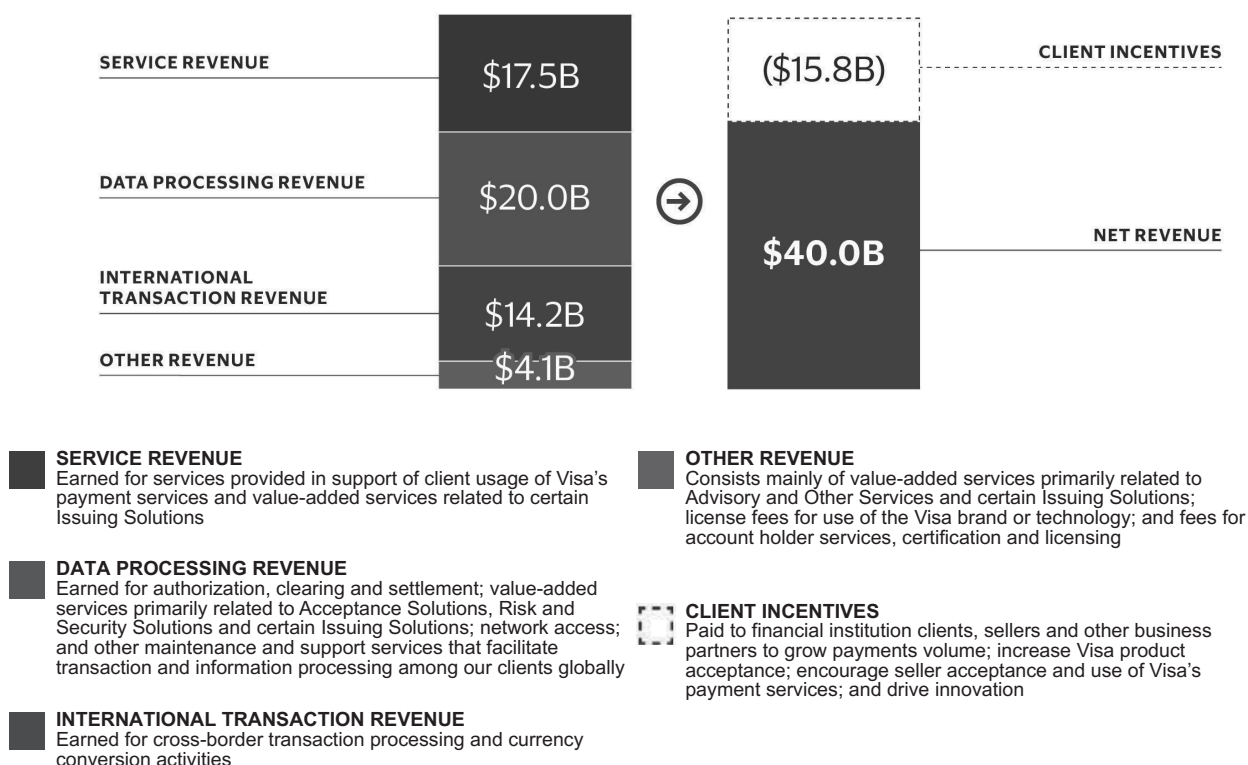 SERVICE REVENUE
$17.5B
DATA PROCESSING REVENUE
$20.0B
INTERNATIONAL
TRANSACTION REVENUE
$14.2B
OTHER REVENUE
$4.1B
($15.8B)
CLIENT INCENTIVES
$40.0B
NET REVENUE
SERVICE REVENUE
Earned for services provided in support of client usage of Visa's
payment services and value-added services related to certain
Issuing Solutions
DATA PROCESSING REVENUE
Earned for authorization, clearing and settlement; value-added
services primarily related to Acceptance Solutions, Risk and
Security Solutions and certain Issuing Solutions; network access;
and other maintenance and support services that facilitate
transaction and information processing among our clients globally
INTERNATIONAL TRANSACTION REVENUE
Earned for cross-border transaction processing and currency
conversion activities
OTHER REVENUE
Consists mainly of value-added services primarily related to
Advisory and Other Services and certain Issuing Solutions;
license fees for use of the Visa brand or technology; and fees for
account holder services, certification and licensing
CLIENT INCENTIVES
Paid to financial institution clients, sellers and other business
partners to grow payments volume; increase Visa product
acceptance; encourage seller acceptance and use of Visa's
payment services; and drive innovation